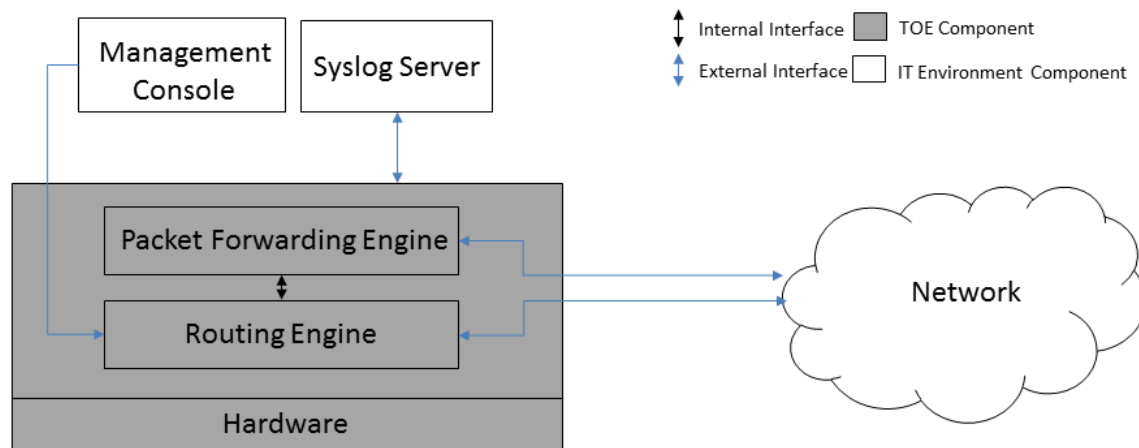 Management
Console
Syslog Server
Internal Interface
TOE Component
External Interface
IT Environment Component
Packet Forwarding Engine
Routing Engine
Network
Hardware